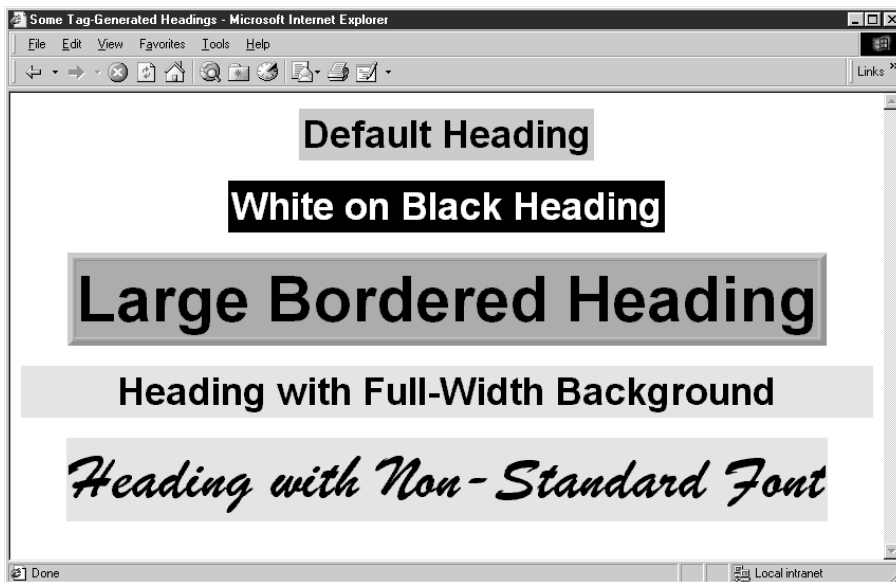 Some Tag-Generated Headings - Microsoft Internet Explorer
File Edit View Favorites Tools Help
Links »
Default Heading
White on Black Heading
Large Bordered Heading
Heading with Full-Width Background
Heading with Non-Standard Font
Done Local intranet